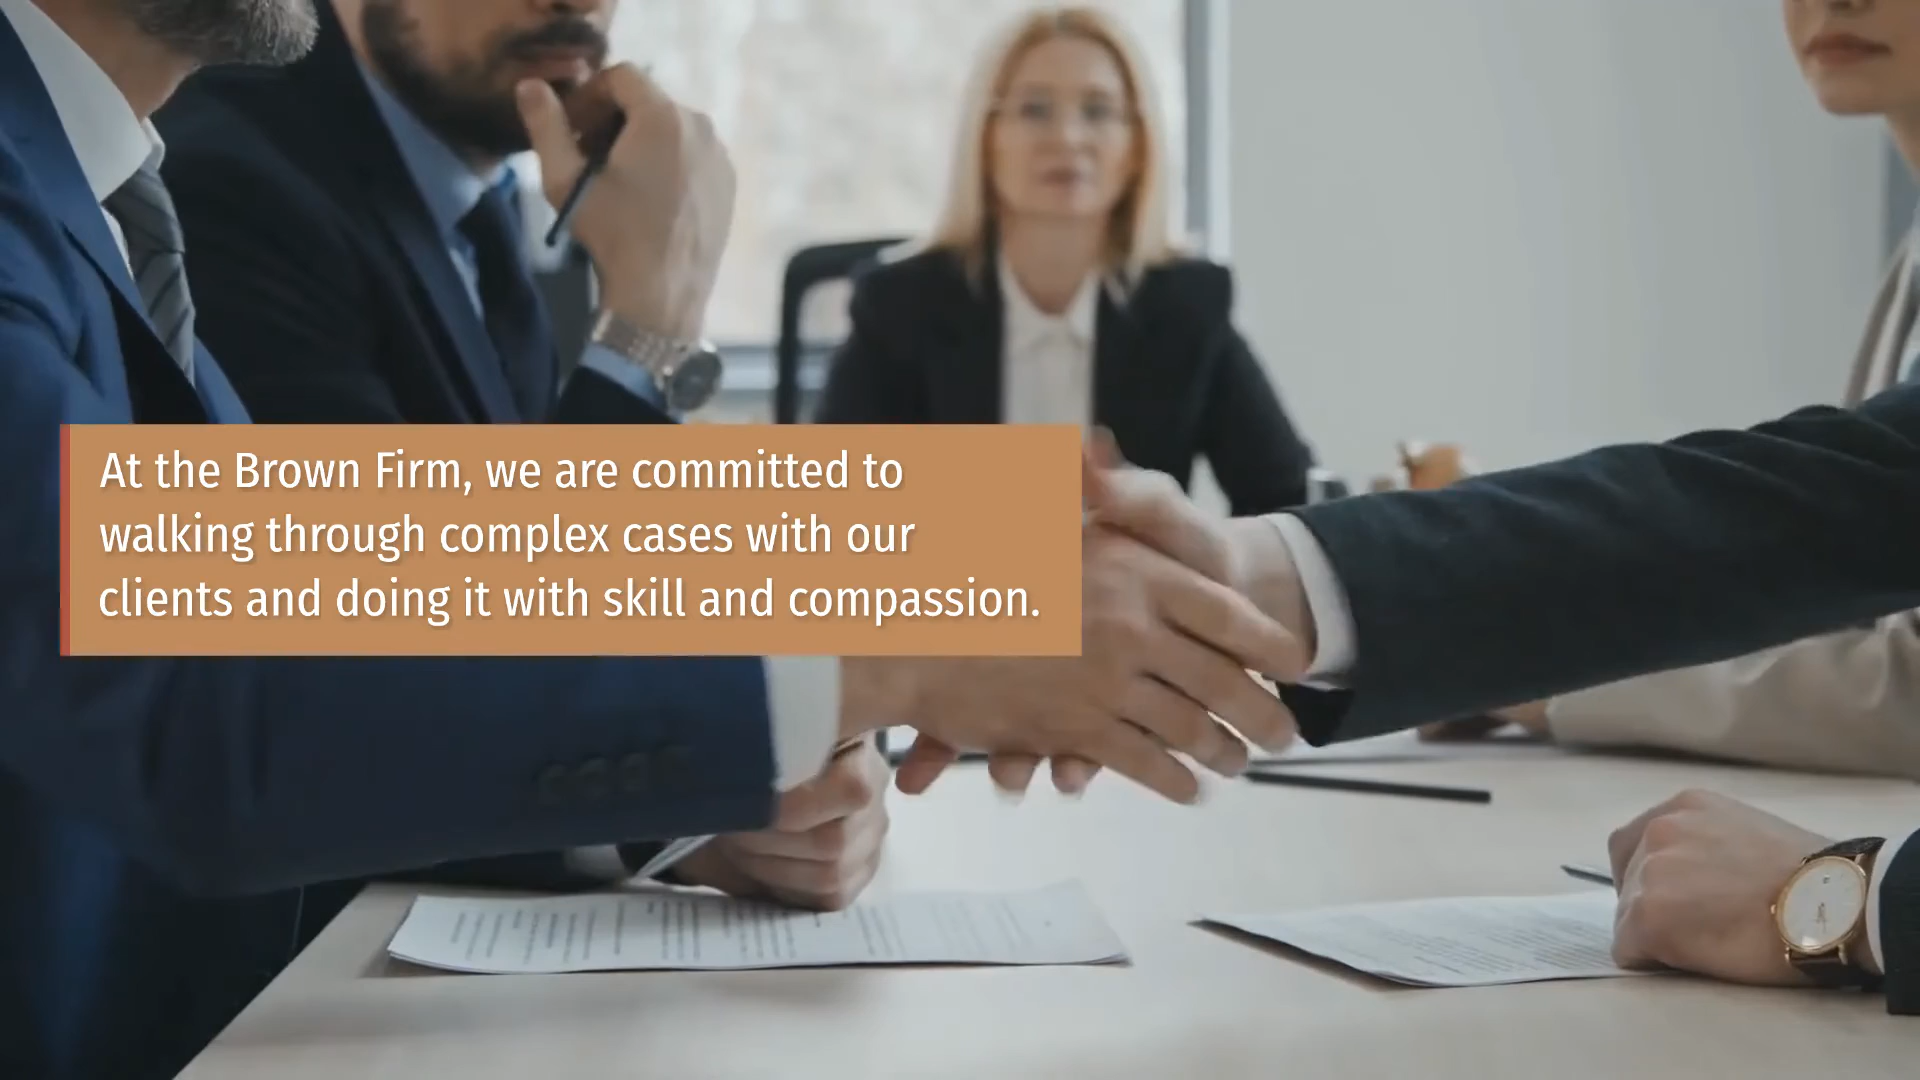 At the Brown Firm, we are committed to
walking through complex cases with our
clients and doing it with skill and compassion.